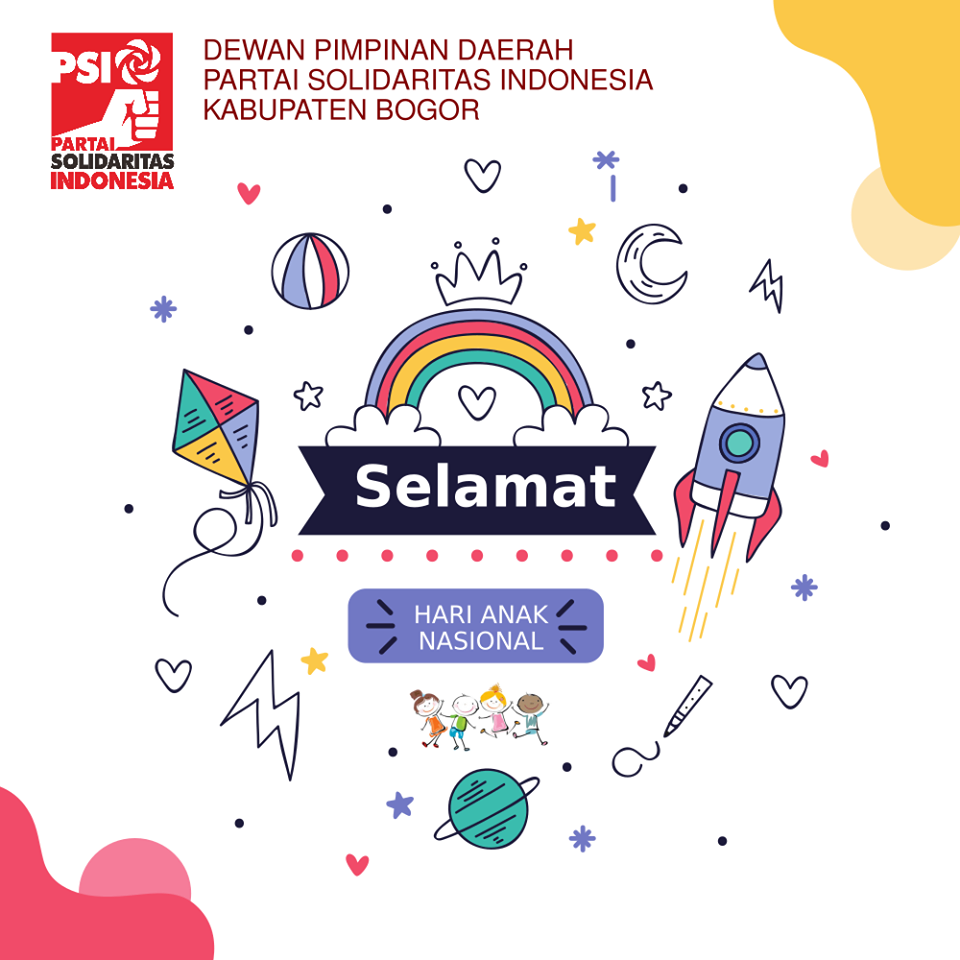 PSI
PARTAI
SOLIDARITAS
INDONESIA
DEWAN PIMPINAN DAERAH
PARTAI SOLIDARITAS INDONESIA
KABUPATEN BOGOR
Selamat
HARI ANAK
NASIONAL